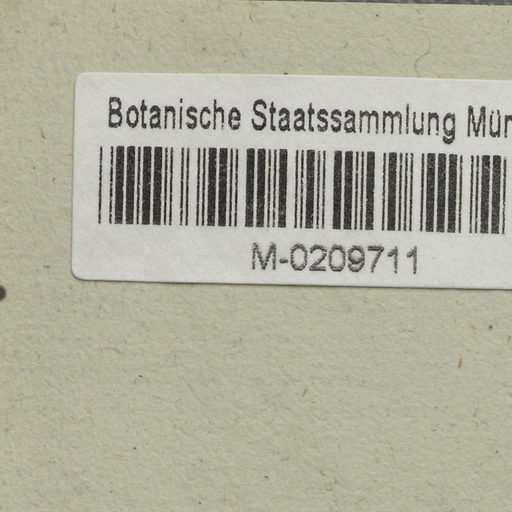 Botanische Staatssammlung Mün
M-0209711